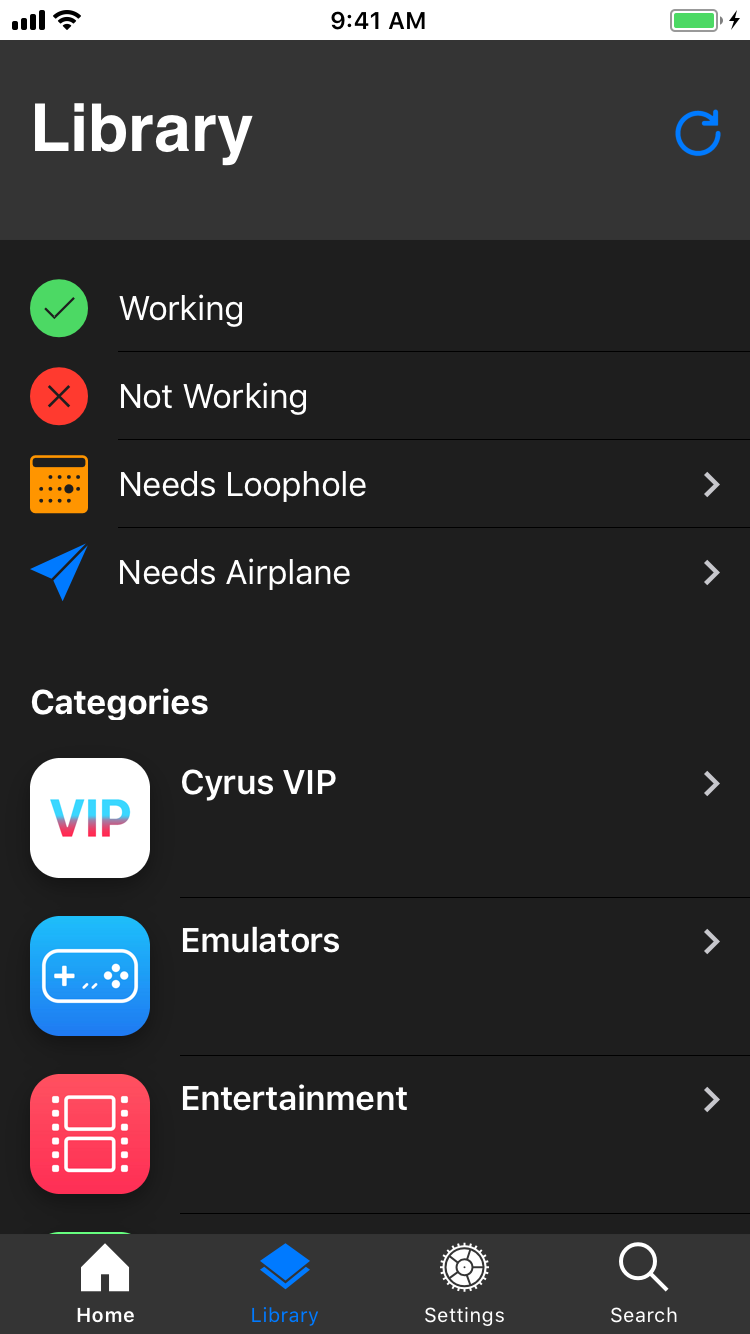 9:41 AM
Library
Working
Not Working
Needs Loophole
Needs Airplane
Categories
VIP
Cyrus VIP
Emulators
Entertainment
Home
Library
Settings
Search